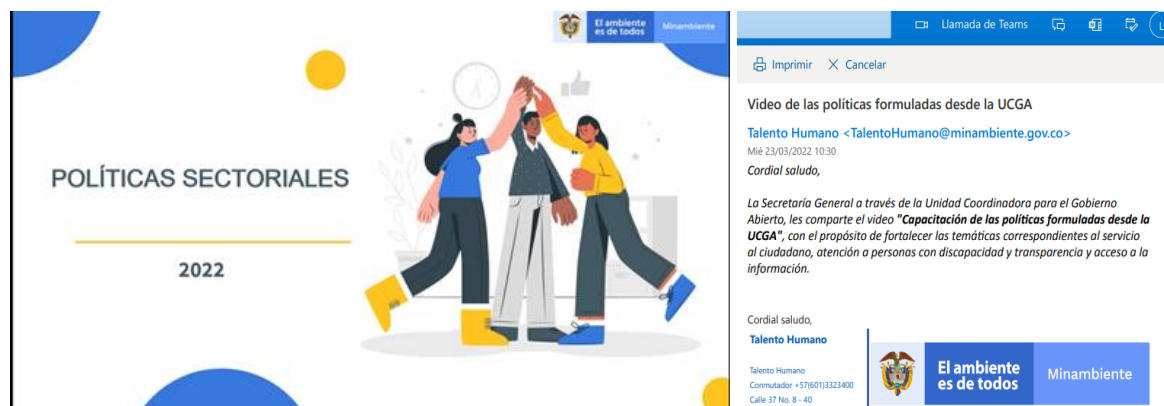 El ambiente
es de todos
Minambiente
POLÍTICAS SECTORIALES
2022
Llamada de Teams
Imprimir
Cancelar
Video de las políticas formuladas desde la UCGA
Talento Humano <TalentoHumano@minambiente.gov.co>
Mié 23/03/2022 10:30
Cordial saludo,
La Secretaría General a través de la Unidad Coordinadora para el Gobierno
Abierto, les comparte el video "Capacitación de las políticas formuladas desde la
UCGA", con el propósito de fortalecer las temáticas correspondientes al servicio
al ciudadano, atención a personas con discapacidad y transparencia y acceso a la
información.
Cordial saludo,
Talento Humano
Talento Humano
Conmutador +57(601)3323400
Calle 37 No. 8 - 40
El ambiente
es de todos
Minambiente